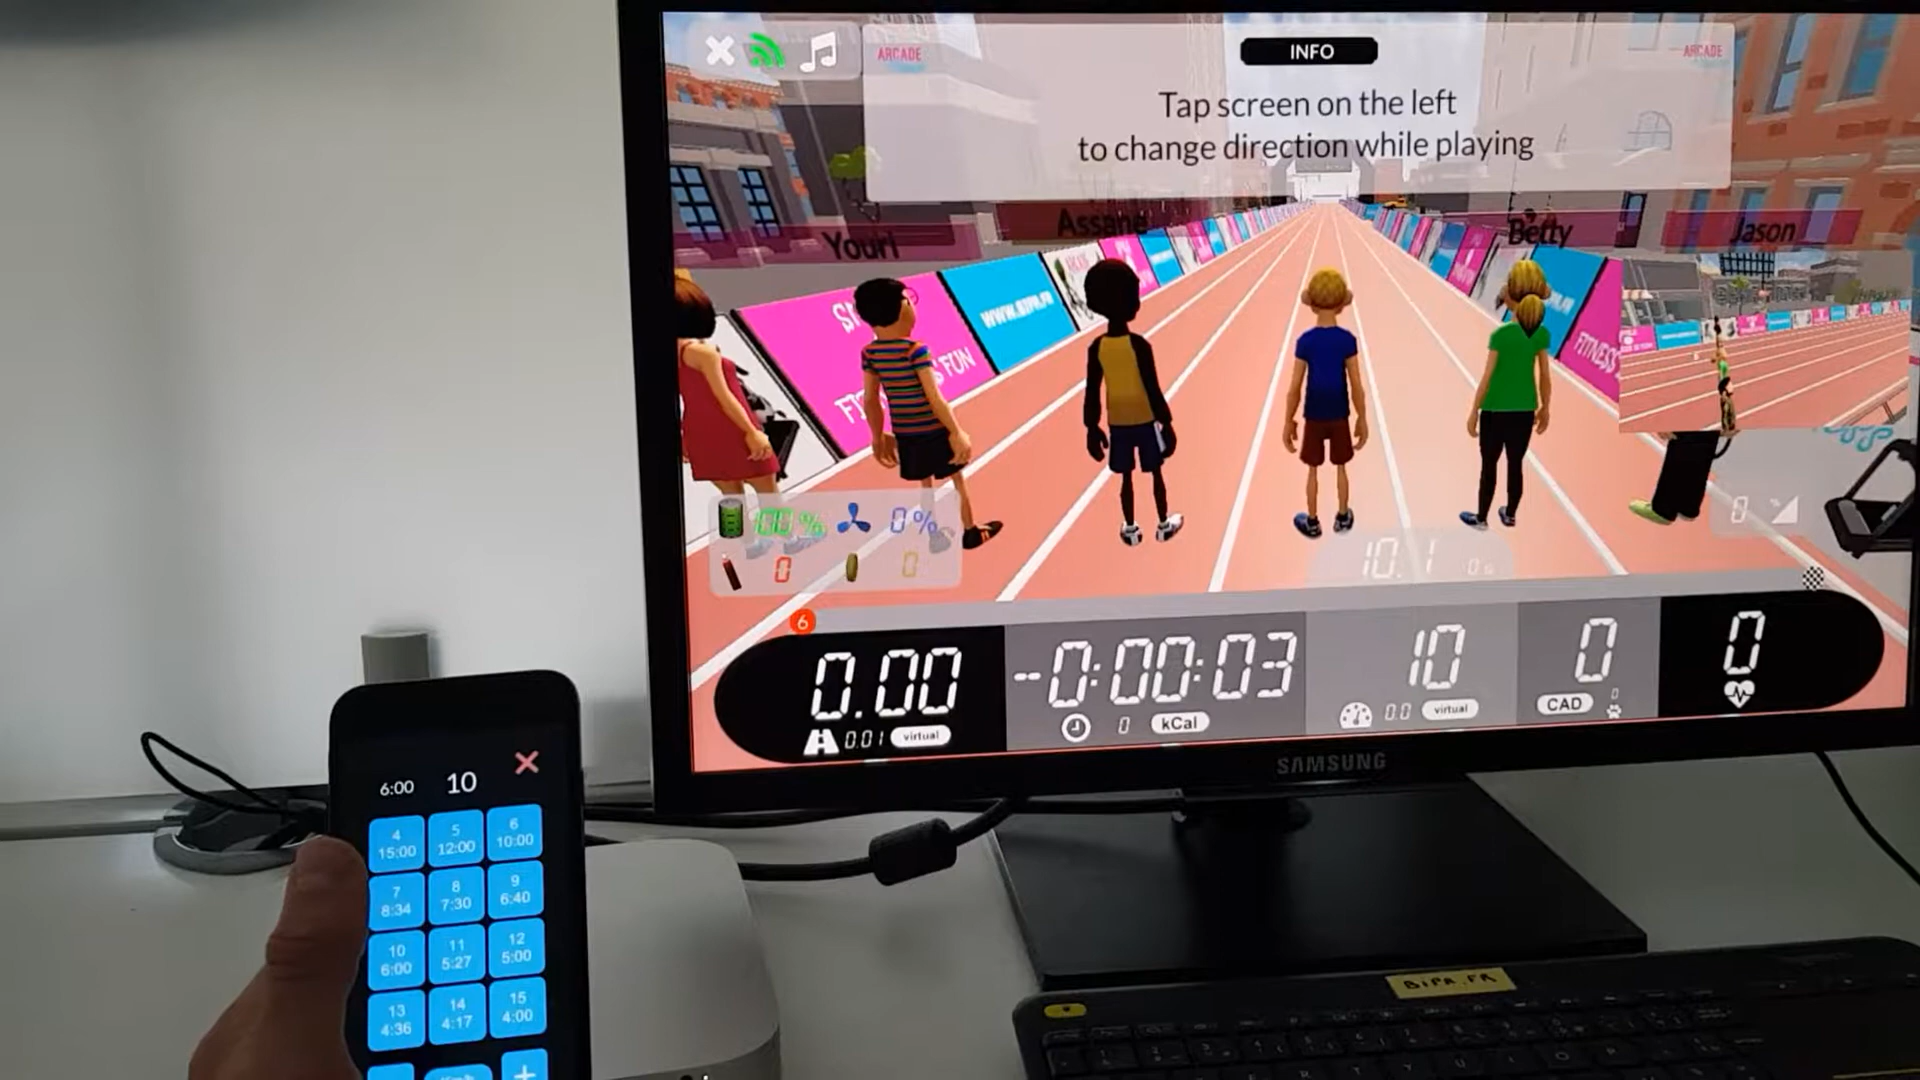 INFO
ARCADE
ARCADE
Tap screen on the left
to change direction while playing
Youri
Assane
Betty
Jason
WWW.BIPA.FR
FUN
FITNESS
100 %
0 %
0
0
10.1
0
6
0.00
0.01 virtual
-0:00:03
0 kCal
10
0.0 virtual
0
CAD 0
0
SAMSUNG
BIPA.FR
6:00 10
4
15:00
5
12:00
6
10:00
7
8:34
8
7:30
9
6:40
10
6:00
11
5:27
12
5:00
13
4:36
14
4:17
15
4:00
+